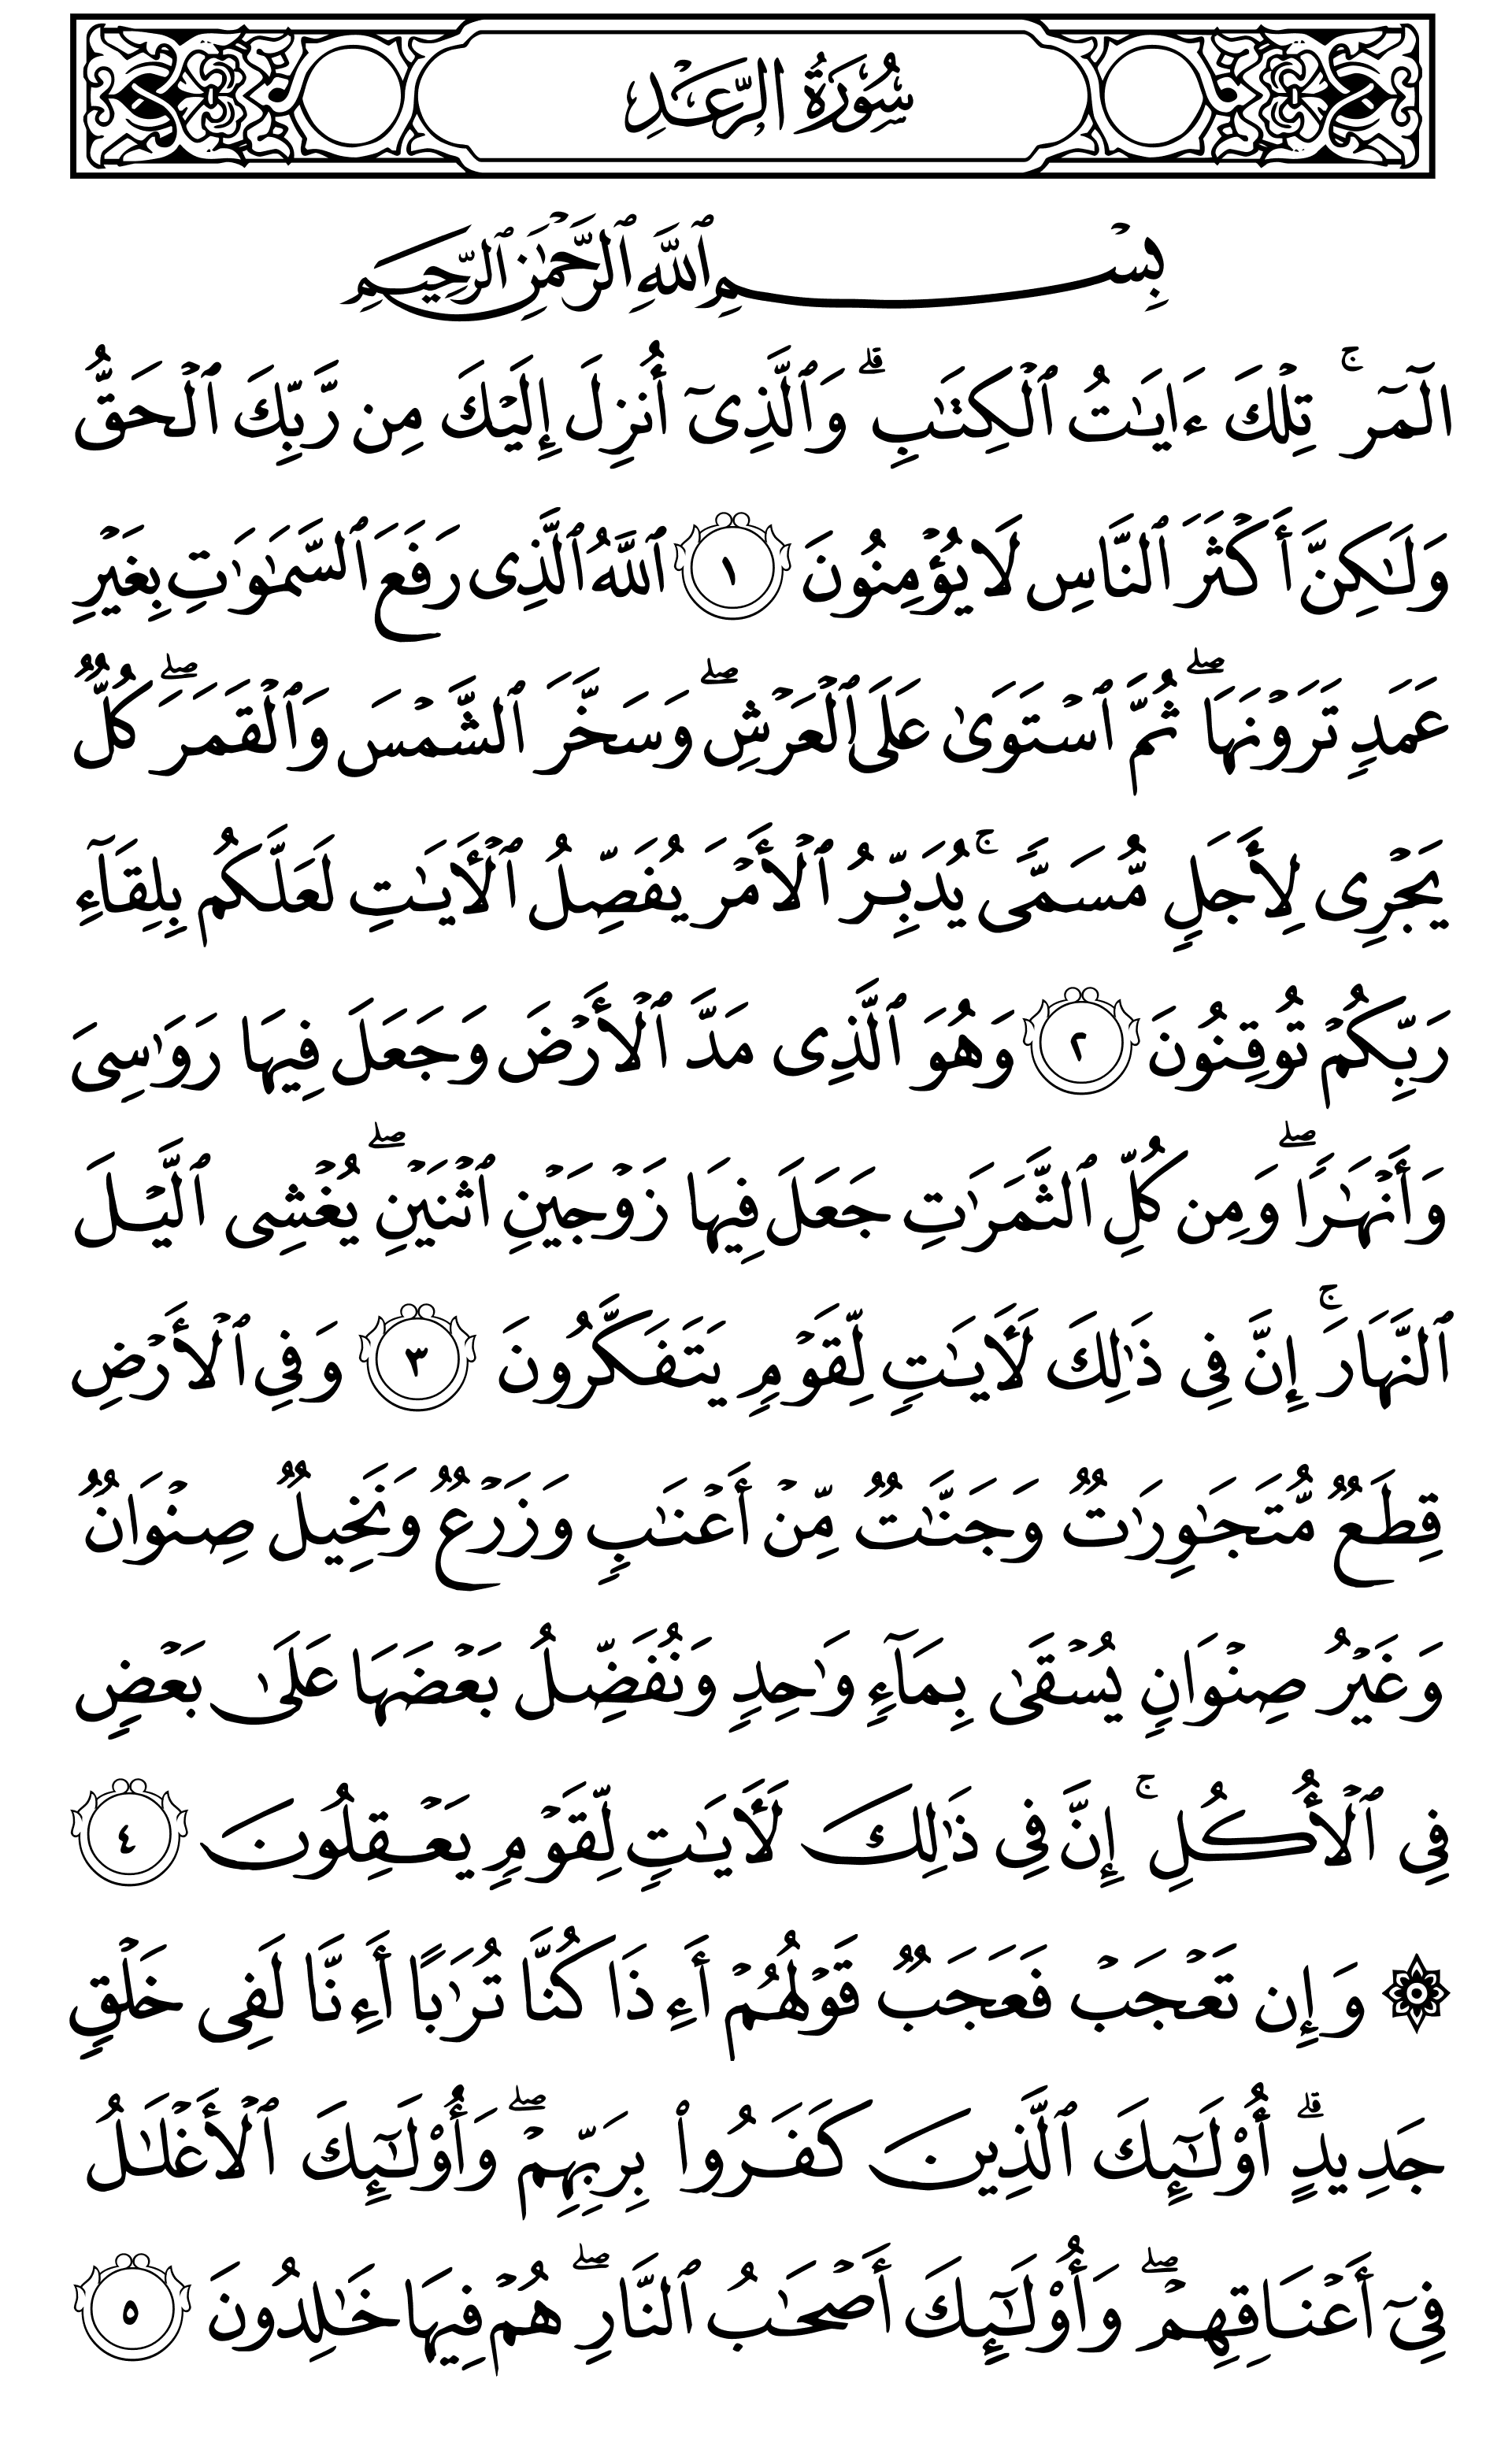 سُورَةُ الرَّعْدِ
بِسْمِ ٱللَّهِ ٱلرَّحْمَٰنِ ٱلرَّحِيمِ
الٓمٓر ۚ تِلْكَ ءَايَٰتُ ٱلْكِتَٰبِ ۗ وَٱلَّذِىٓ أُنزِلَ إِلَيْكَ مِن رَّبِّكَ ٱلْحَقُّ
وَلَٰكِنَّ أَكْثَرَ ٱلنَّاسِ لَا يُؤْمِنُونَ ١ ٱللَّهُ ٱلَّذِى رَفَعَ ٱلسَّمَٰوَٰتِ بِغَيْرِ
عَمَدٍ تَرَوْنَهَا ۖ ثُمَّ ٱسْتَوَىٰ عَلَى ٱلْعَرْشِ ۖ وَسَخَّرَ ٱلشَّمْسَ وَٱلْقَمَرَ ۖ كُلٌّ
يَجْرِى لِأَجَلٍ مُّسَمًّى ۚ يُدَبِّرُ ٱلْأَمْرَ يُفَصِّلُ ٱلْأَيَٰتِ لَعَلَّكُم بِلِقَآءِ
رَبِّكُمْ تُوقِنُونَ ٢ وَهُوَ ٱلَّذِى مَدَّ ٱلْأَرْضَ وَجَعَلَ فِيهَا رَوَٰسِىَ
وَأَنْهَٰرًا ۖ وَمِن كُلِّ ٱلثَّمَرَٰتِ جَعَلَ فِيهَا زَوْجَيْنِ ٱثْنَيْنِ ۖ يُغْشِى ٱلَّيْلَ
ٱلنَّهَارَ ۚ إِنَّ فِى ذَٰلِكَ لَأَيَٰتٍ لِّقَوْمٍ يَتَفَكَّرُونَ ٣ وَفِى ٱلْأَرْضِ
قِطَعٌ مُّتَجَٰوِرَٰتٌ وَجَنَّٰتٌ مِّنْ أَعْنَٰبٍ وَزَرْعٌ وَنَخِيلٌ صِنْوَانٌ
وَغَيْرُ صِنْوَانٍ يُسْقَىٰ بِمَآءٍ وَٰحِدٍ وَنُفَضِّلُ بَعْضَهَا عَلَىٰ بَعْضٍ
فِى ٱلْأُكُلِ ۚ إِنَّ فِى ذَٰلِكَ لَأَيَٰتٍ لِّقَوْمٍ يَعْقِلُونَ ٤
۞ وَإِن تَعْجَبْ فَعَجَبٌ قَوْلُهُمْ أَءِذَا كُنَّا تُرَٰبًا أَءِنَّا لَفِى خَلْقٍ
جَدِيدٍ ۗ أُو۟لَٰٓئِكَ ٱلَّذِينَ كَفَرُوا۟ بِرَبِّهِمْ ۖ وَأُو۟لَٰٓئِكَ ٱلْأَغْلَٰلُ
فِىٓ أَعْنَاقِهِمْ ۖ وَأُو۟لَٰٓئِكَ أَصْحَٰبُ ٱلنَّارِ ۖ هُمْ فِيهَا خَٰلِدُونَ ٥